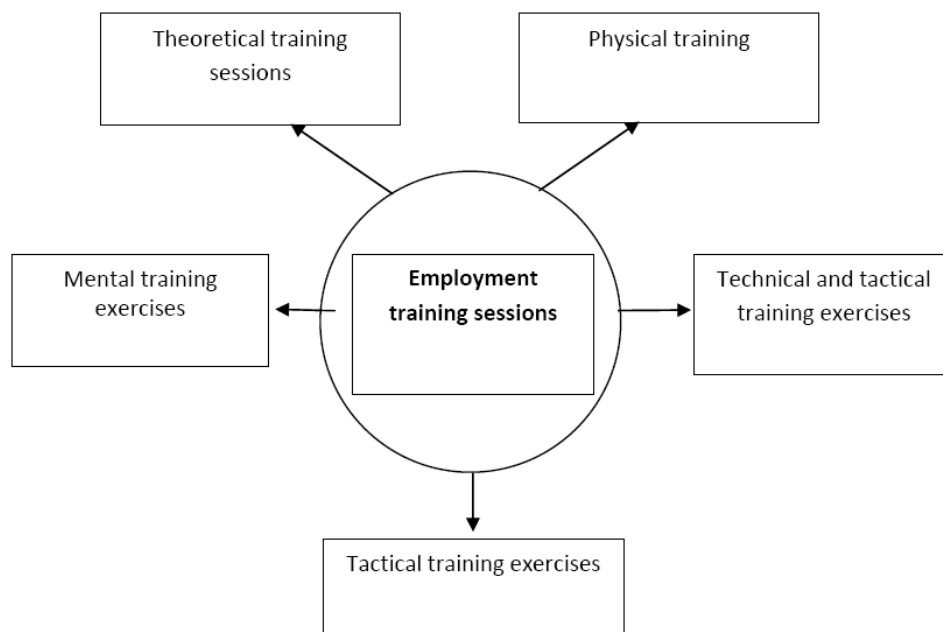 Theoretical training
sessions
Physical training
Mental training
exercises
Employment
training sessions
Technical and tactical
training exercises
Tactical training exercises